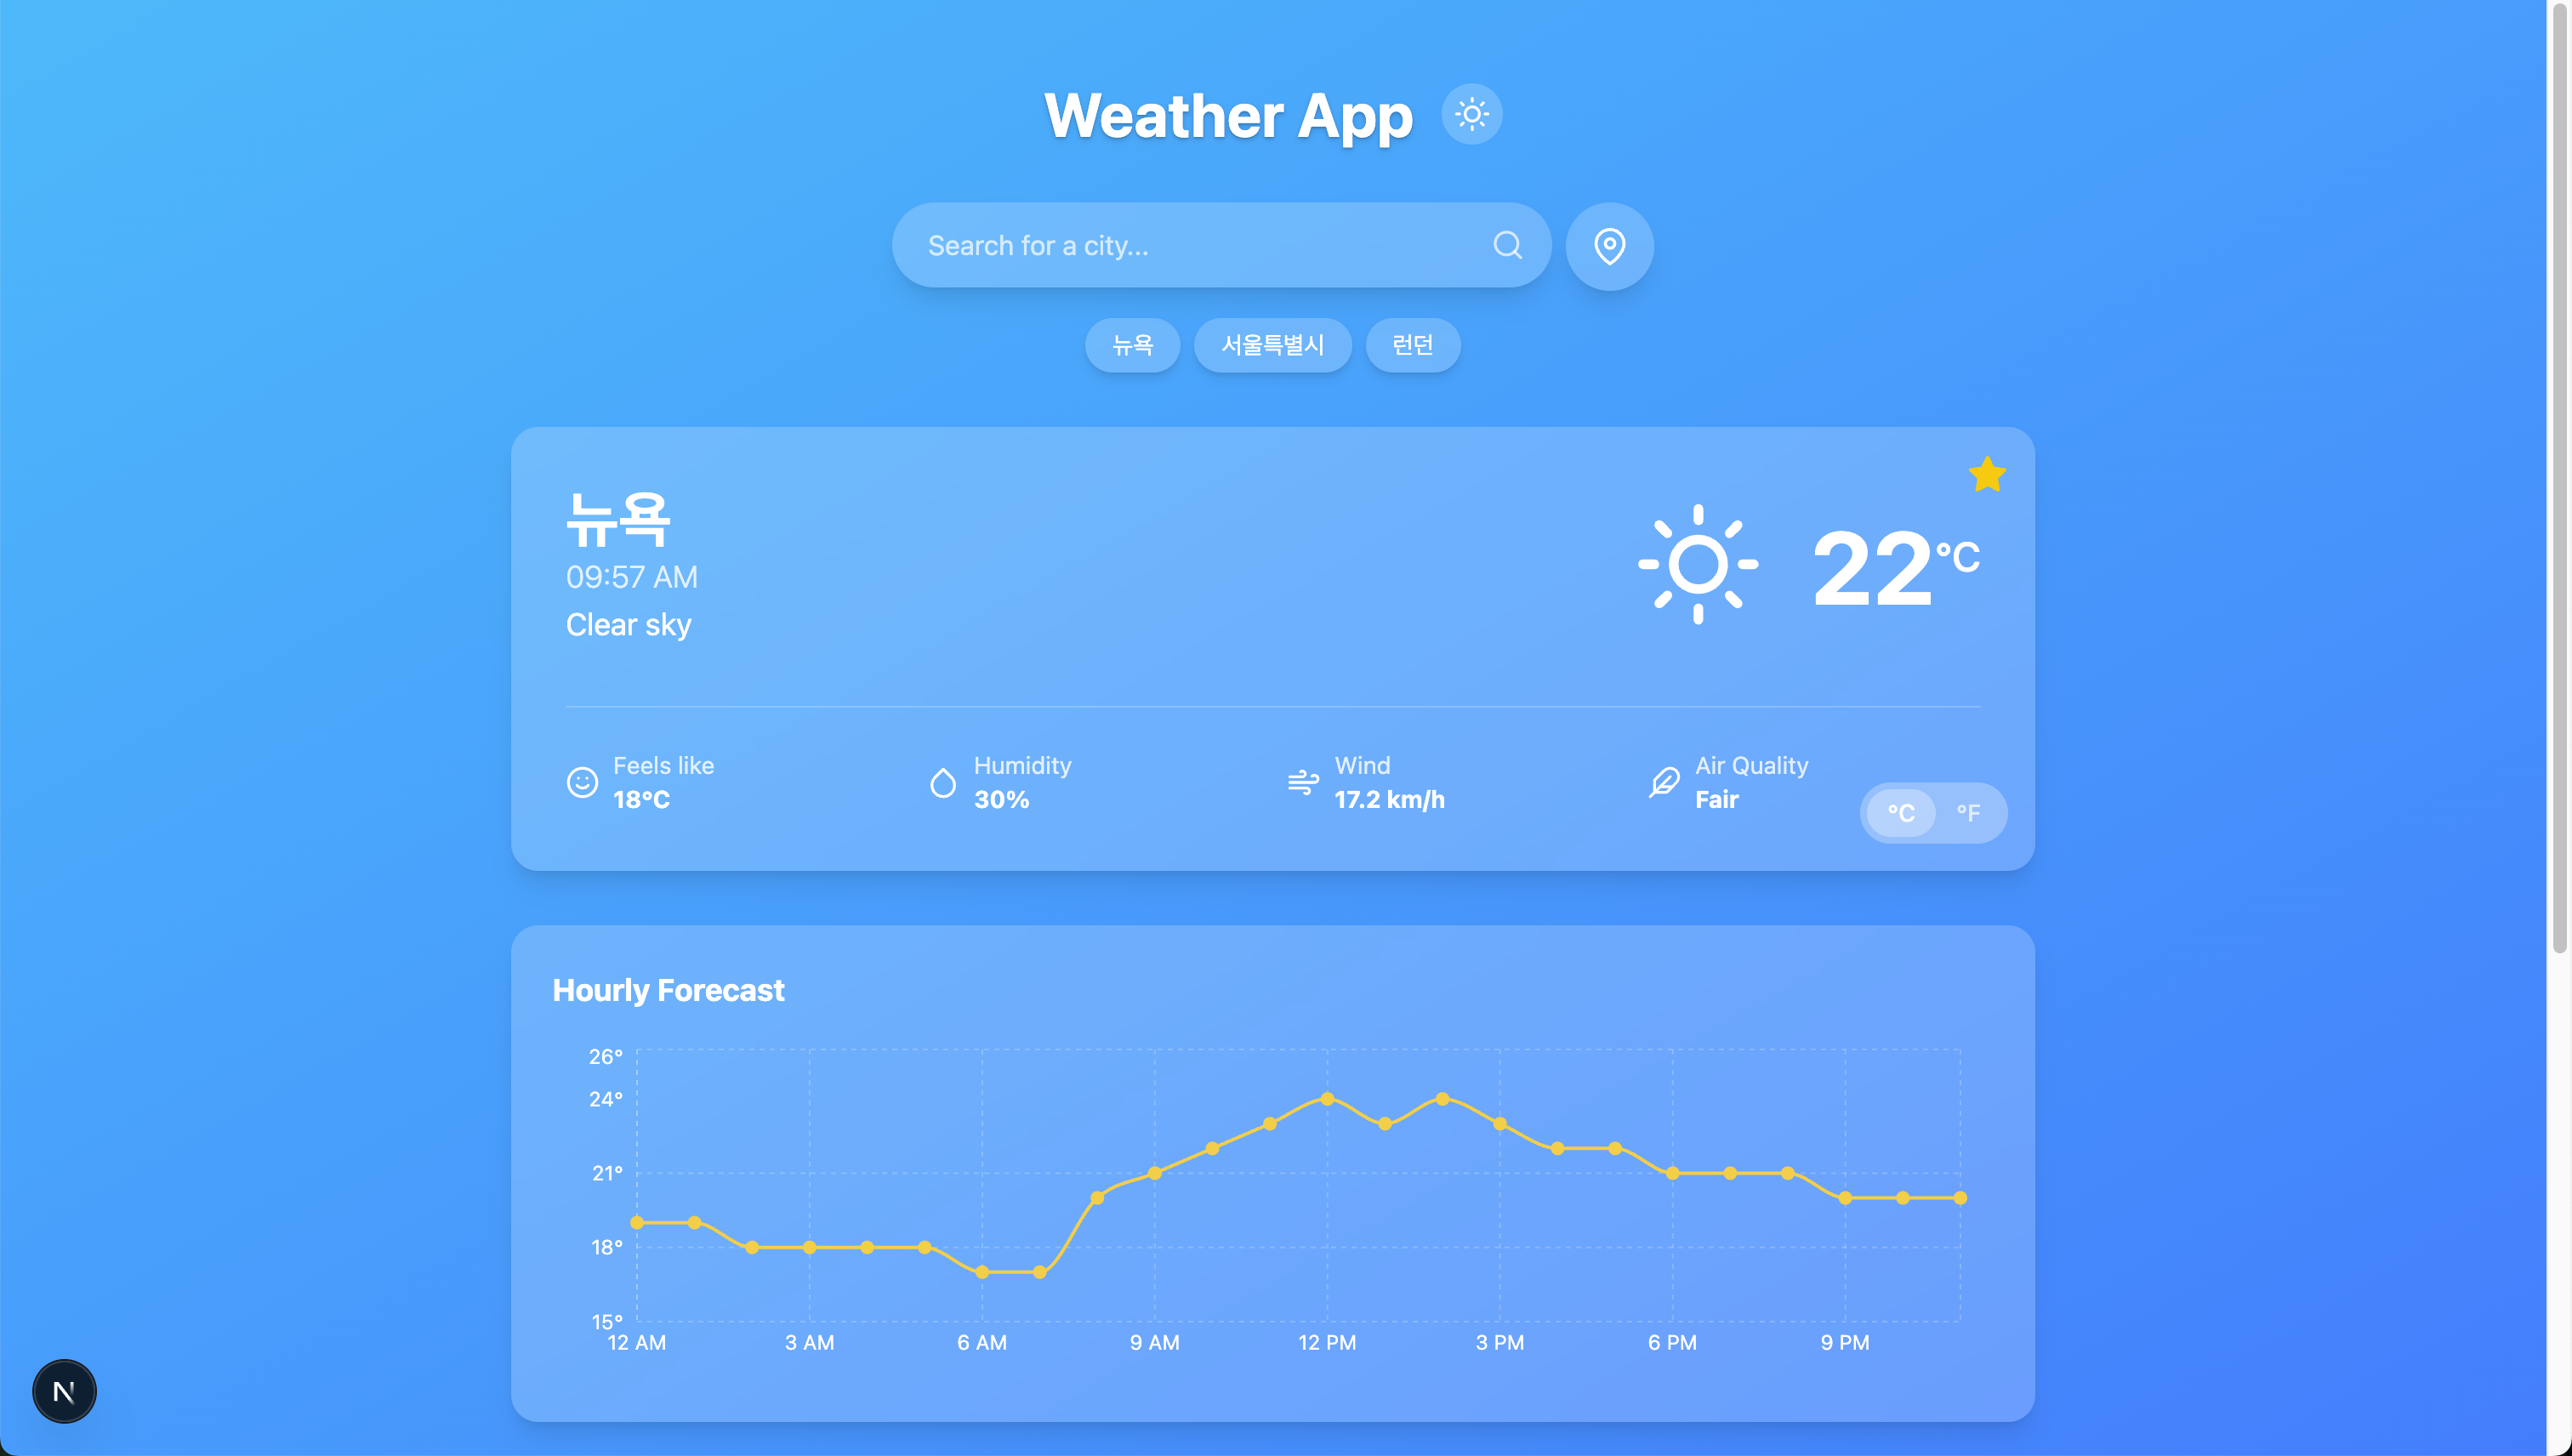 Weather App
Search for a city...
뉴욕 서울특별시 런던
뉴욕
09:57 AM
Clear sky
22°C
Feels like
18°C
Humidity
30%
Wind
17.2 km/h
Air Quality
Fair
°C °F
Hourly Forecast
26°
24°
21°
18°
15°
12 AM 3 AM 6 AM 9 AM 12 PM 3 PM 6 PM 9 PM
N